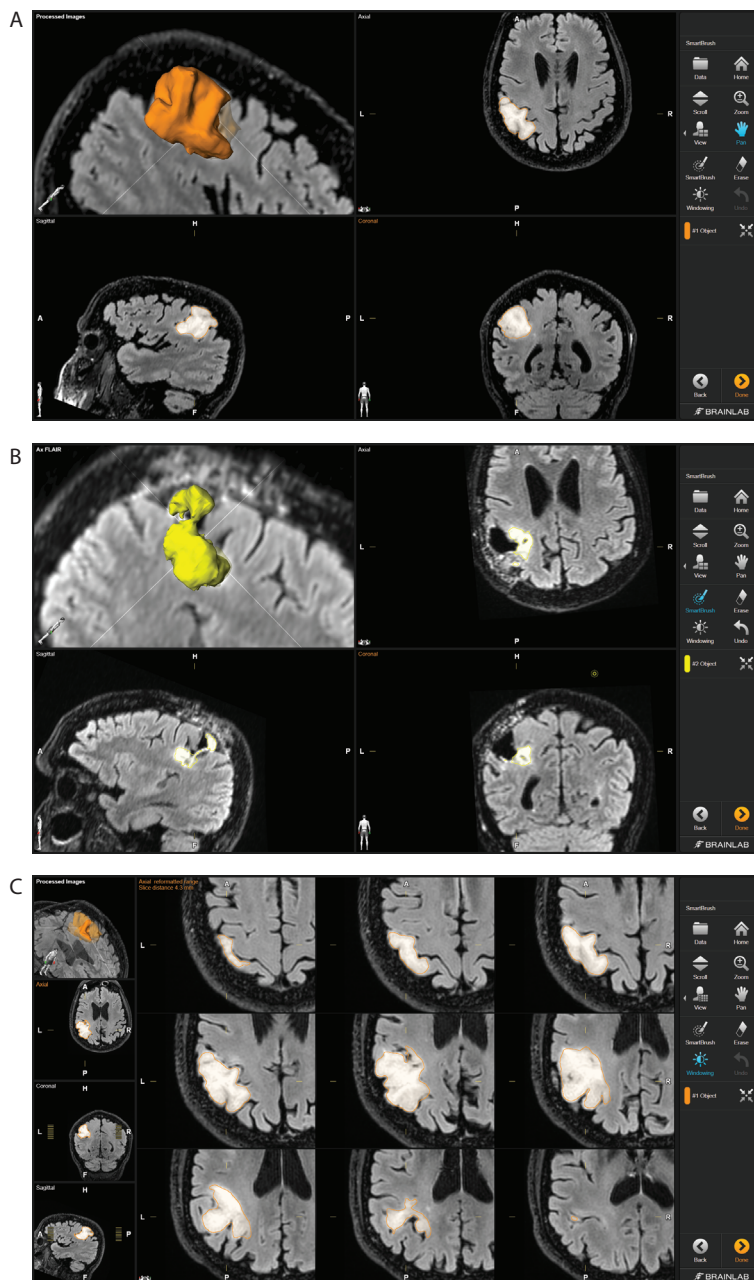 A
Processed Images
Axial
A
L
R
P
Sagittal
H
A
P
F
Coronal
H
L
R
F
SmartBrush
Data Home
Scroll Zoom
View Pan
SmartBrush Erase
Windowing Undo
#1 Object
Back Done
BRAINLAB
B
Ax FLAIR
Axial
A
L
R
P
Sagittal
H
A
P
F
Coronal
H
L
R
F
SmartBrush
Data Home
Scroll Zoom
View Pan
SmartBrush Erase
Windowing Undo
#2 Object
Back Done
BRAINLAB
C
Processed Images
Axial
A
L
R
P
Coronal
H
L
R
F
Sagittal
H
A
P
F
Axial reformatted range
Slice distance 4.3 mm
A
A
A
L
R
L
R
L
R
P
P
P
SmartBrush
Data Home
Scroll Zoom
View Pan
SmartBrush Erase
Windowing Undo
#1 Object
Back Done
BRAINLAB